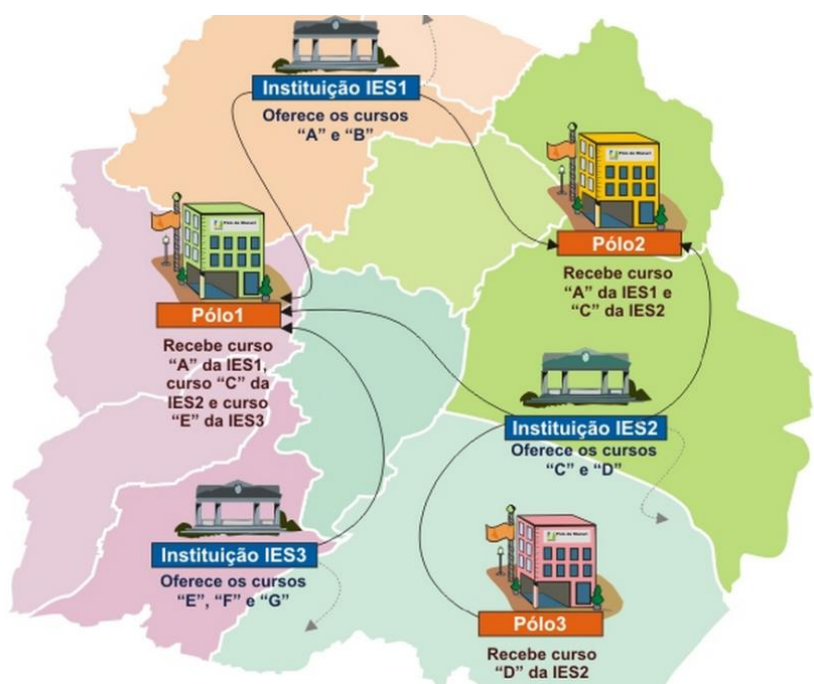 Instituição IES1
Oferece os cursos
“A” e “B”
Pólo2
Recebe curso
“A” da IES1 e
“C” da IES2
Pólo1
Recebe curso
“A” da IES1,
curso “C” da
IES2 e curso
“E” da IES3
Instituição IES2
Oferece os cursos
“C” e “D”
Instituição IES3
Oferece os cursos
“E”, “F” e “G”
Pólo3
Recebe curso
“D” da IES2